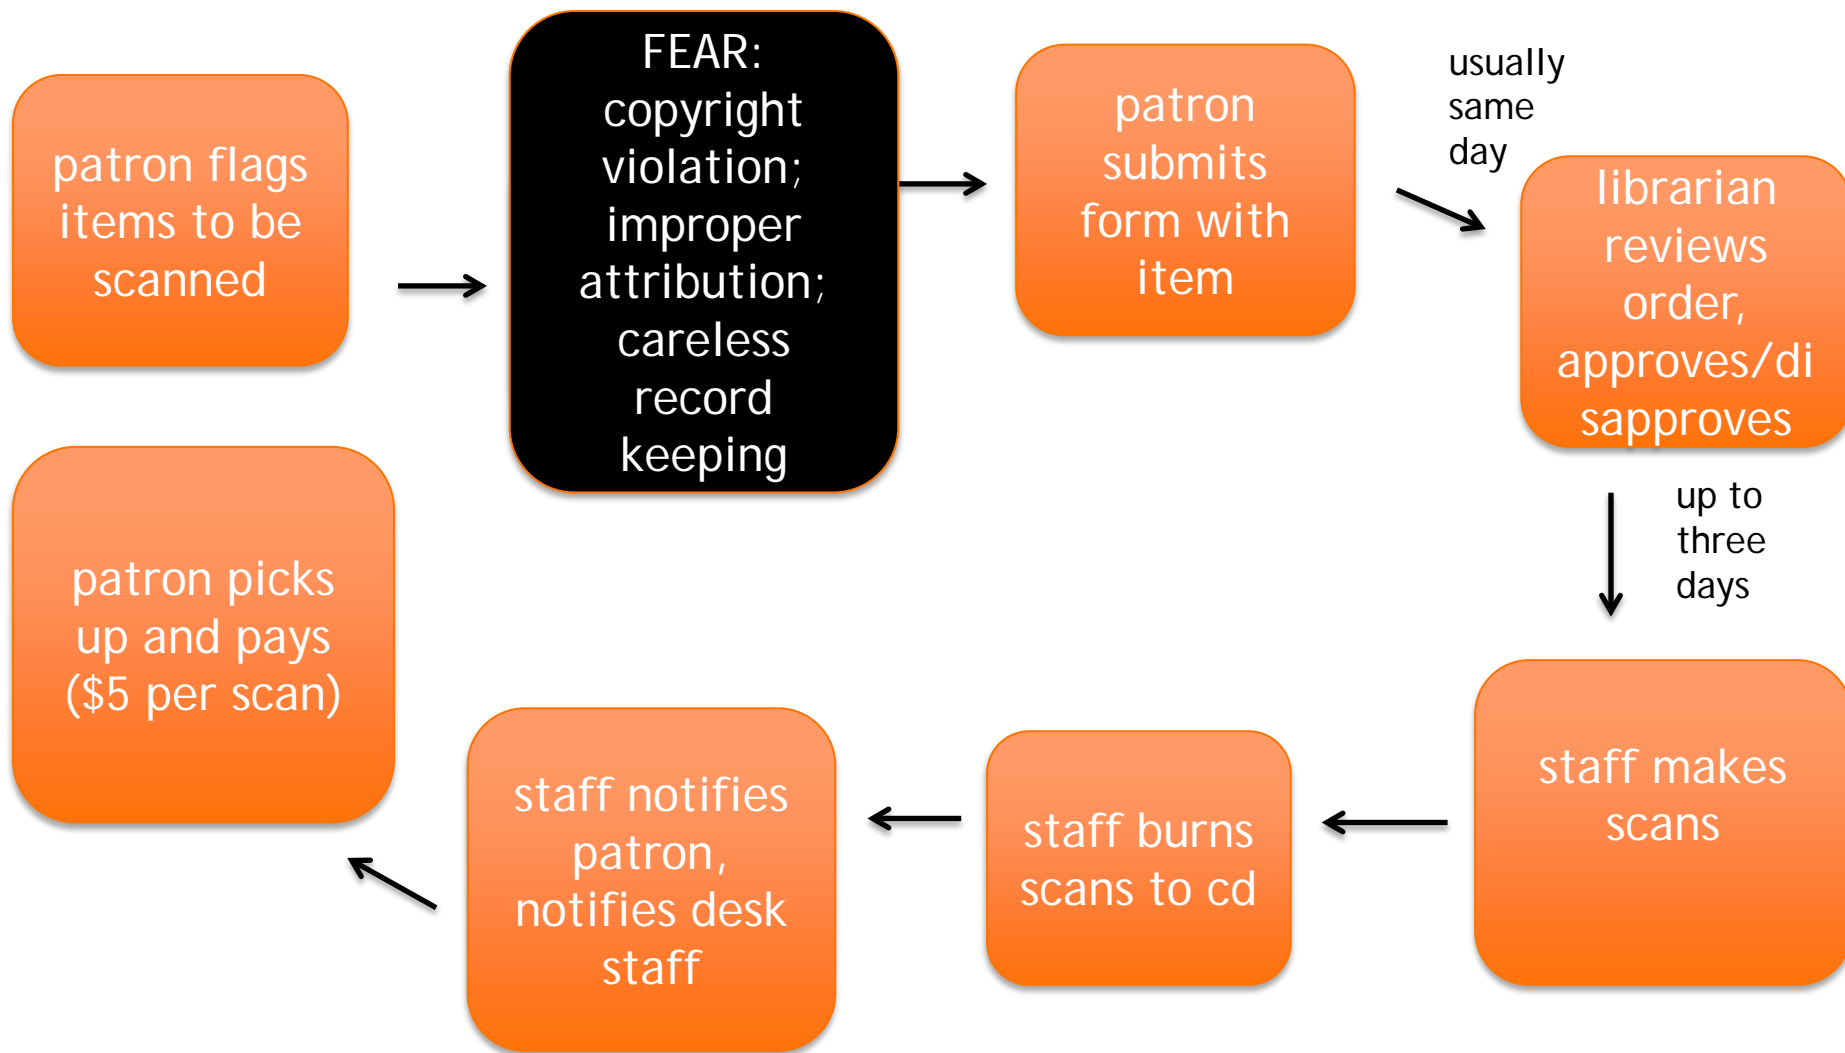 patron flags
items to be
scanned
FEAR:
copyright
violation;
improper
attribution;
careless
record
keeping
patron
submits
form with
item
usually
same
day
librarian
reviews
order,
approves/di
sapproves
up to
three
days
staff makes
scans
staff burns
scans to cd
staff notifies
patron,
notifies desk
staff
patron picks
up and pays
($5 per scan)